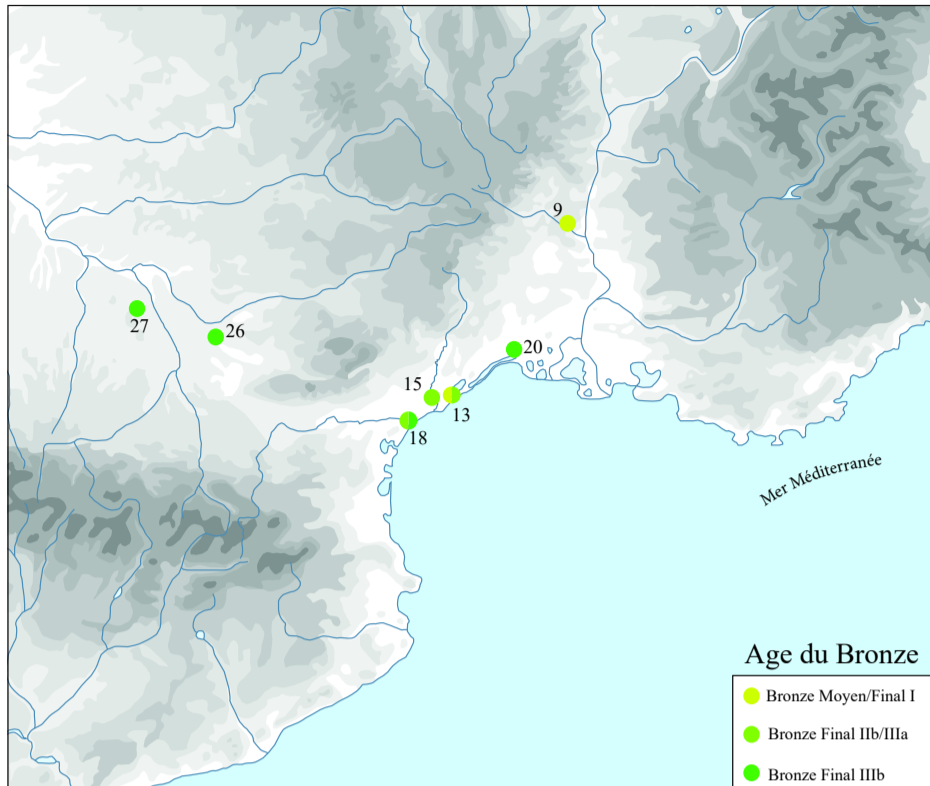 9
27
26
20
15
13
18
Mer Méditerranée
Age du Bronze
Bronze Moyen/Final I
Bronze Final IIb/IIIa
Bronze Final IIIb